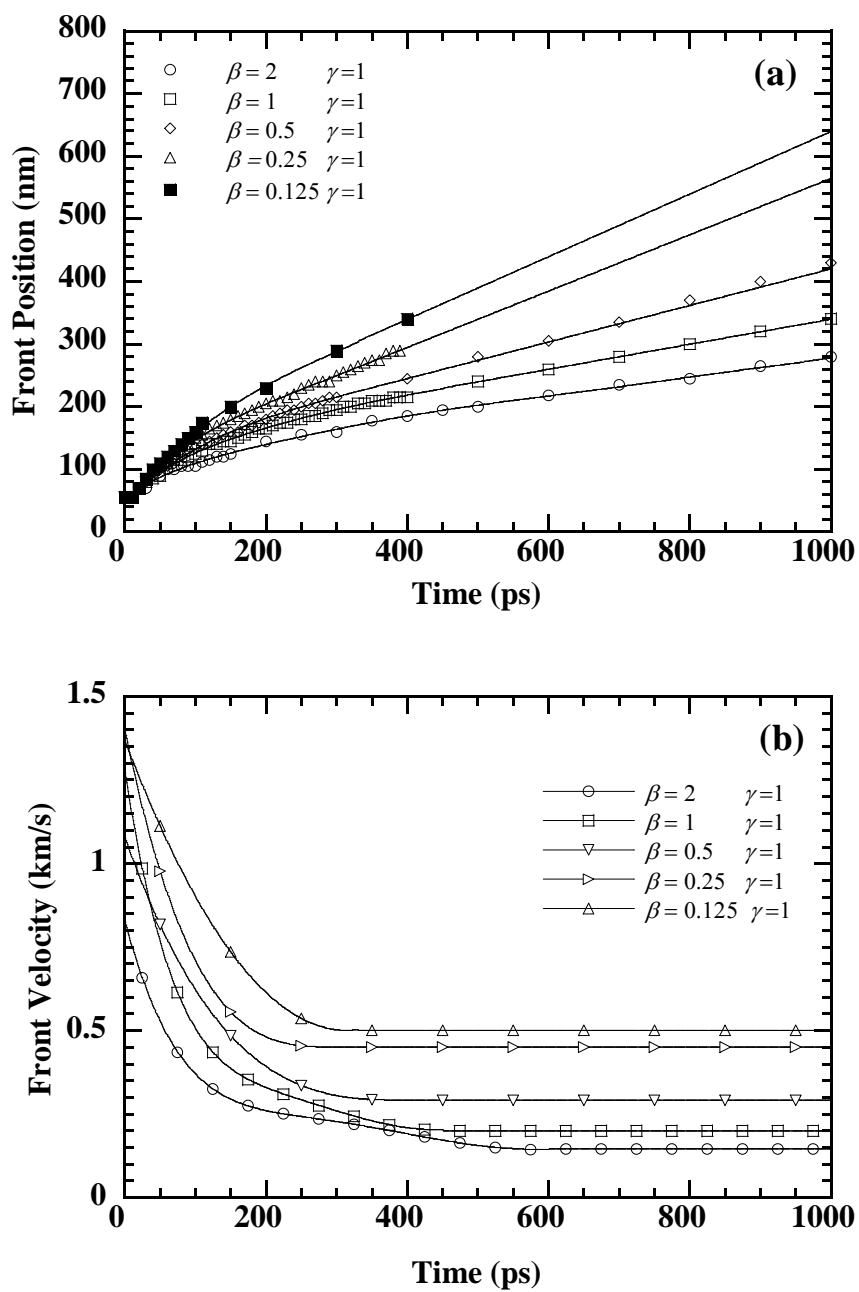 800
700
600
500
400
300
200
100
0
Front Position (nm)
(a)
β = 2 γ =1
β = 1 γ =1
β = 0.5 γ =1
β = 0.25 γ =1
β = 0.125 γ =1
0 200 400 600 800 1000
Time (ps)
1.5
1
0.5
0
Front Velocity (km/s)
(b)
β = 2 γ =1
β = 1 γ =1
β = 0.5 γ =1
β = 0.25 γ =1
β = 0.125 γ =1
0 200 400 600 800 1000
Time (ps)